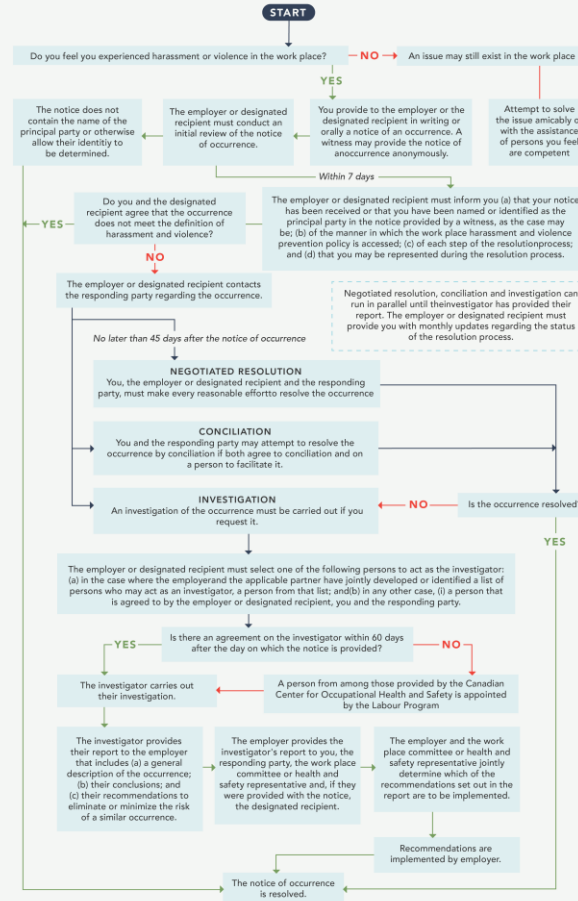 START
Do you feel you experienced harassment or violence in the work place?
NO
An issue may still exist in the work place
YES
The notice does not
contain the name of the
principal party or otherwise
allow their identitiy to
be determined.
The employer or designated
recipient must conduct an
initial review of the notice
of occurrence.
You provide to the employer or the
designated recipient in writing or
orally a notice of an occurrence. A
witness may provide the notice of
anoccurrence anonymously.
Attempt to solve
the issue amicably o
with the assistance
of persons you feel
are competent
Within 7 days
Do you and the designated
recipient agree that the occurrence
does not meet the definition of
harassment and violence?
YES
NO
The employer or designated recipient must inform you (a) that your notice
has been received or that you have been named or identified as the
principal party in the notice provided by a witness, as the case may
be; (b) of the manner in which the work place harassment and violence
prevention policy is accessed; (c) of each step of the resolutionprocess;
and (d) that you may be represented during the resolution process.
The employer or designated recipient contacts
the responding party regarding the occurrence.
Negotiated resolution, conciliation and investigation can
run in parallel until theinvestigator has provided their
report. The employer or designated recipient must
provide you with monthly updates regarding the status
of the resolution process.
No later than 45 days after the notice of occurrence
NEGOTIATED RESOLUTION
You, the employer or designated recipient and the responding
party, must make every reasonable effortto resolve the occurrence
CONCILIATION
You and the responding party may attempt to resolve the
occurrence by conciliation if both agree to conciliation and on
a person to facilitate it.
INVESTIGATION
An investigation of the occurrence must be carried out if you
request it.
NO
Is the occurrence resolved?
YES
The employer or designated recipient must select one of the following persons to act as the investigator:
(a) in the case where the employerand the applicable partner have jointly developed or identified a list of
persons who may act as an investigator, a person from that list; and(b) in any other case, (i) a person that
is agreed to by the employer or designated recipient, you and the responding party.
Is there an agreement on the investigator within 60 days
after the day on which the notice is provided?
YES
NO
The investigator carries out
their investigation.
A person from among those provided by the Canadian
Center for Occupational Health and Safety is appointed
by the Labour Program
The investigator provides
their report to the employer
that includes (a) a general
description of the occurrence;
(b) their conclusions; and
(c) their recommendations to
eliminate or minimize the risk
of a similar occurrence.
The employer provides the
investigator's report to you, the
responding party, the work place
committee or health and
safety representative and, if they
were provided with the notice,
the designated recipient.
The employer and the work
place committee or health and
safety representative jointly
determine which of the
recommendations set out in the
report are to be implemented.
Recommendations are
implemented by employer.
The notice of occurrence
is resolved.